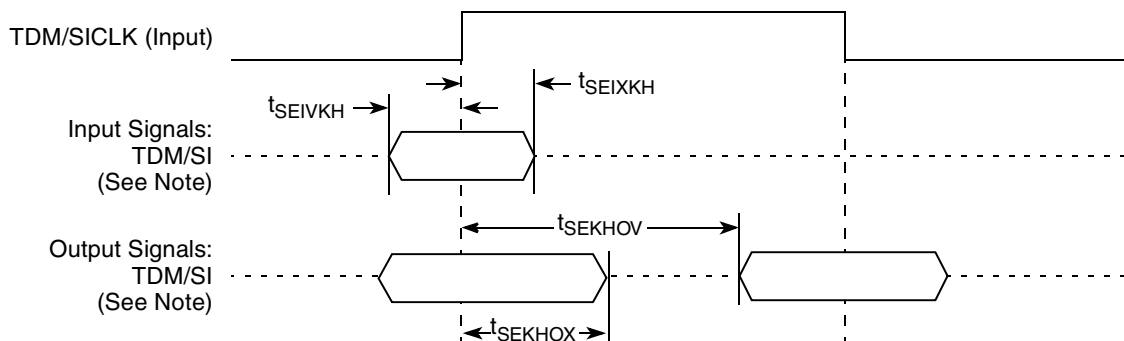 TDM/SICLK (Input)
tSEIXKH
tSEIVKH
Input Signals:
TDM/SI
(See Note)
tSEKHOV
Output Signals:
TDM/SI
(See Note)
tSEKHOX